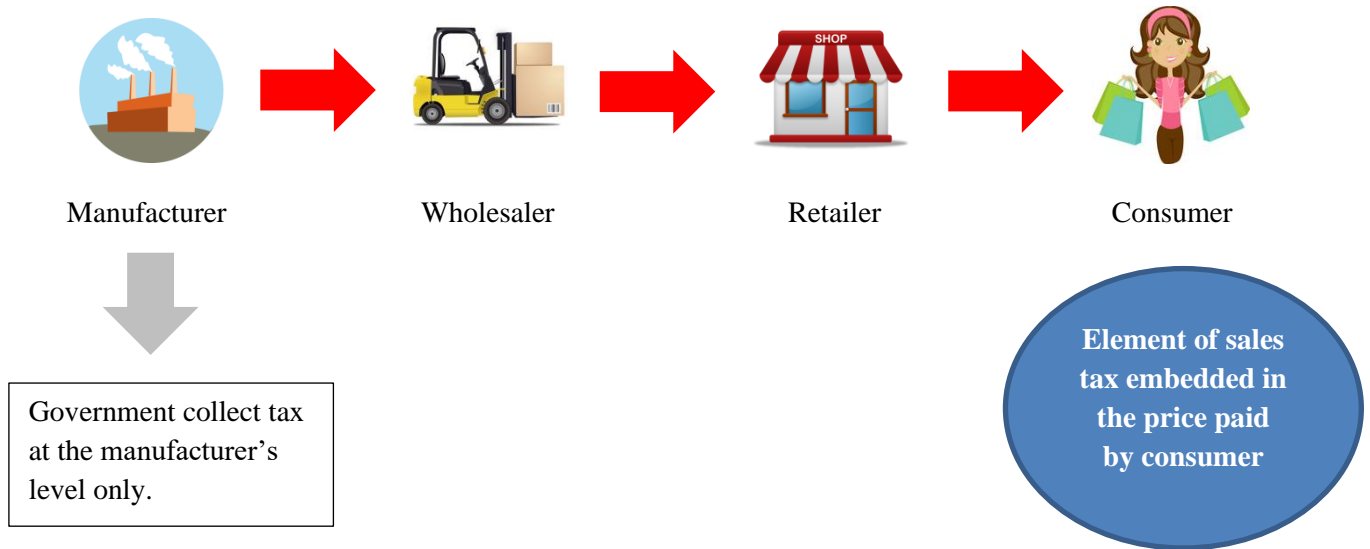 SHOP
Manufacturer
Wholesaler
Retailer
Consumer
Government collect tax
at the manufacturer’s
level only.
Element of sales
tax embedded in
the price paid
by consumer